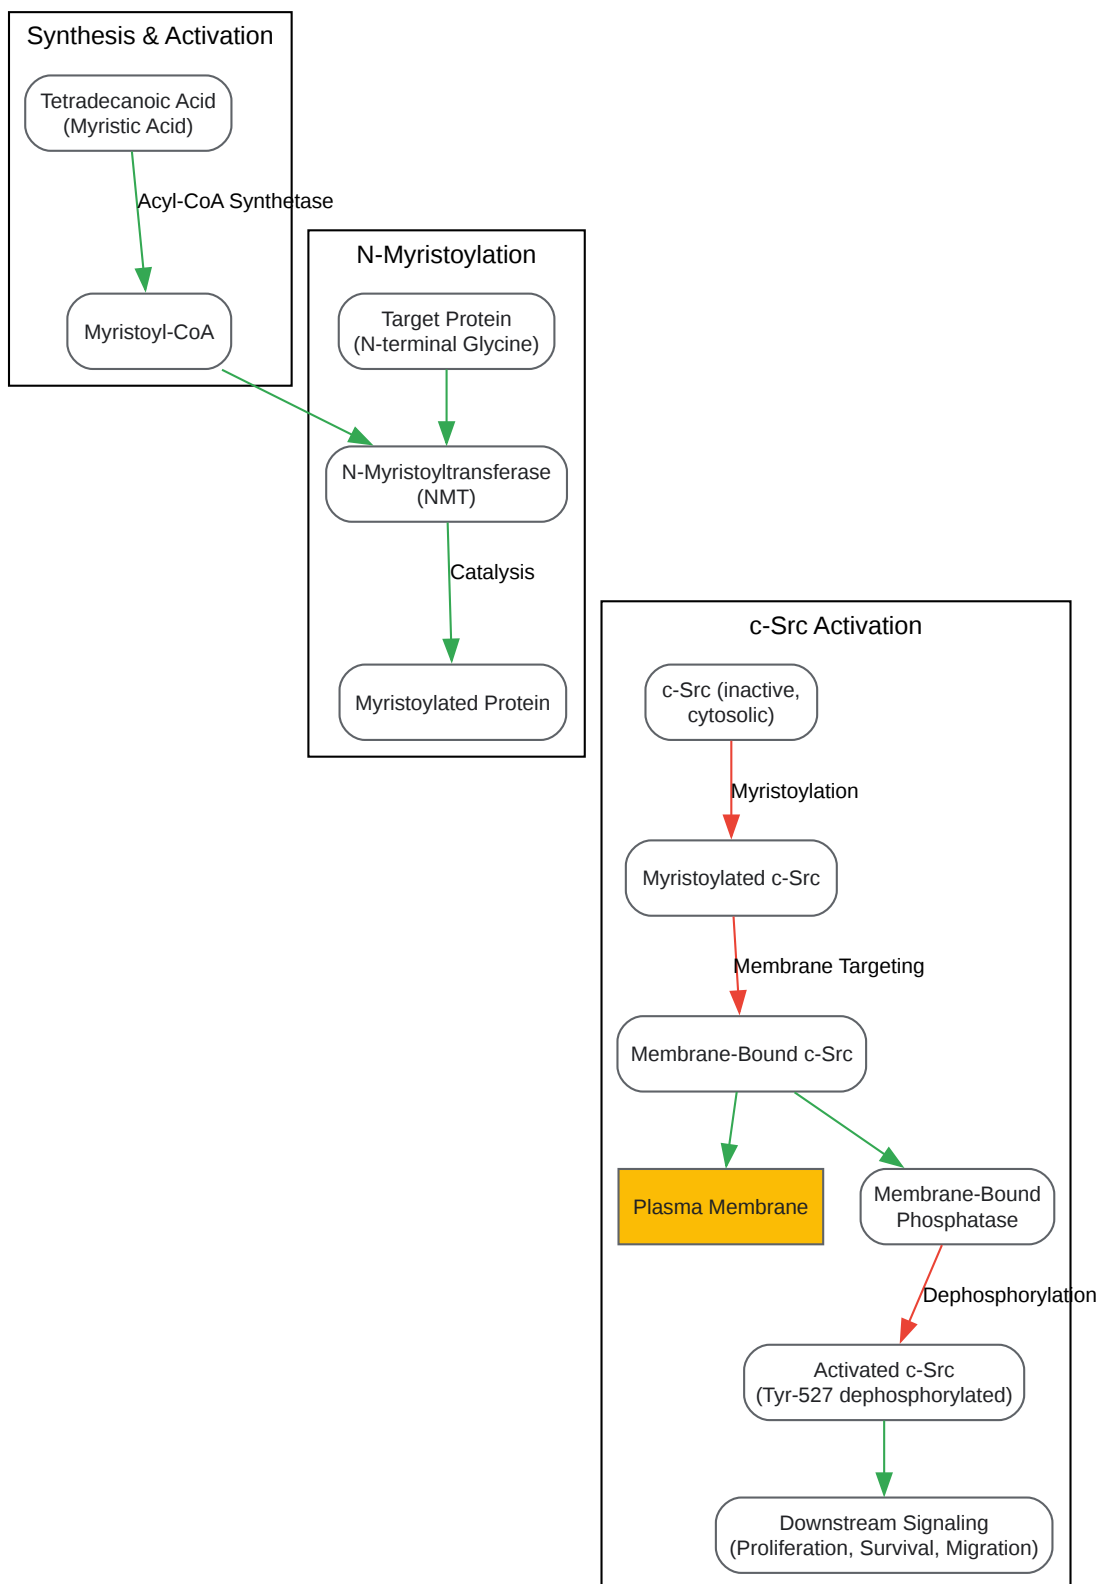 Synthesis & Activation
Tetradecanoic Acid
(Myristic Acid)
Acyl-CoA Synthetase
Myristoyl-CoA
N-Myristoylation
Target Protein
(N-terminal Glycine)
N-Myristoyltransferase
(NMT)
Catalysis
Myristoylated Protein
c-Src Activation
c-Src (inactive,
cytosolic)
Myristoylation
Myristoylated c-Src
Membrane Targeting
Membrane-Bound c-Src
Plasma Membrane
Membrane-Bound
Phosphatase
Dephosphorylation
Activated c-Src
(Tyr-527 dephosphorylated)
Downstream Signaling
(Proliferation, Survival, Migration)